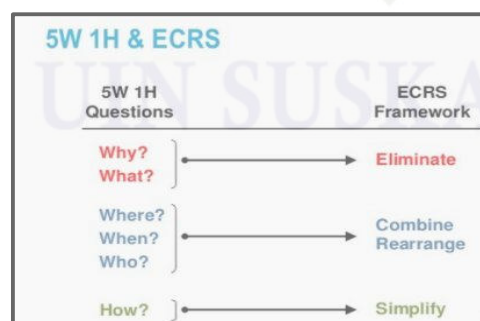 5W 1H & ECRS
UIN SUSKA
5W 1H
Questions
ECRS
Framework
Why?
What?
Eliminate
Where?
When?
Who?
Combine
Rearrange
How?
Simplify